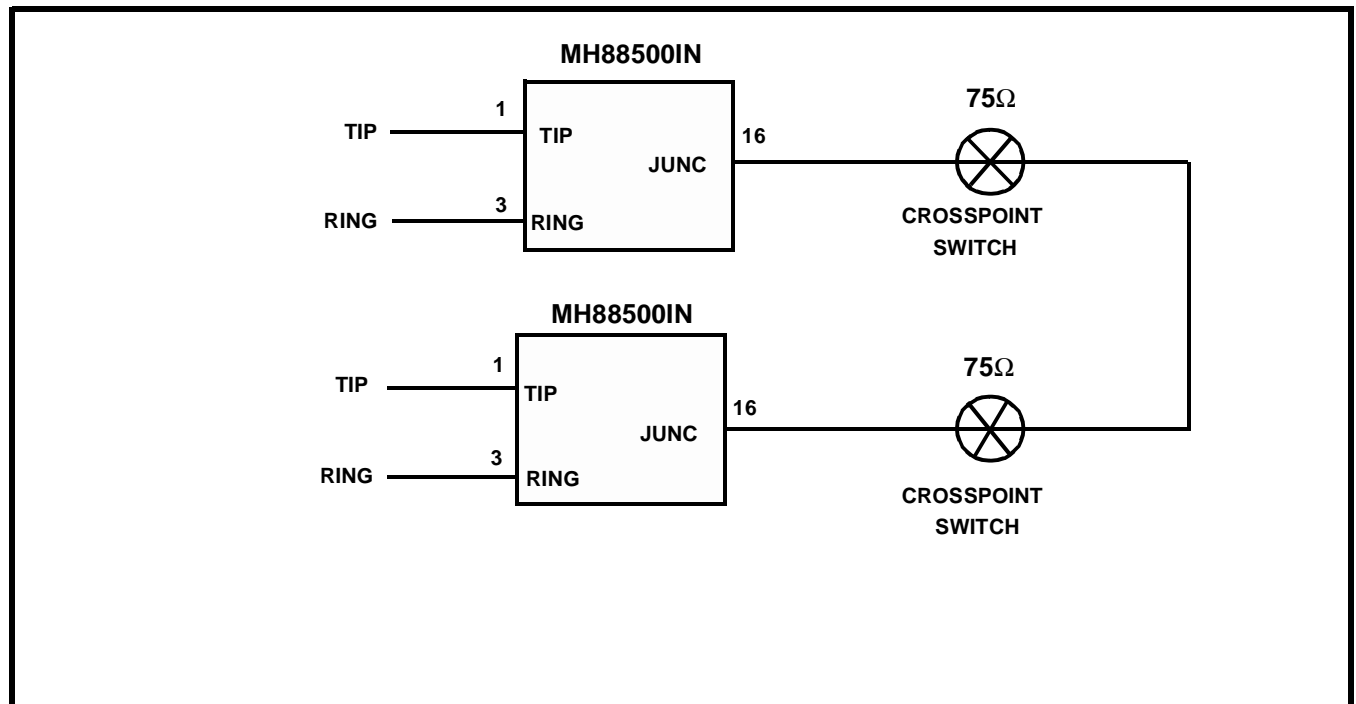 MH88500IN
75Ω
1
TIP
TIP
16
JUNC
3
RING
RING
CROSSPOINT
SWITCH
MH88500IN
75Ω
1
TIP
TIP
16
JUNC
3
RING
RING
CROSSPOINT
SWITCH